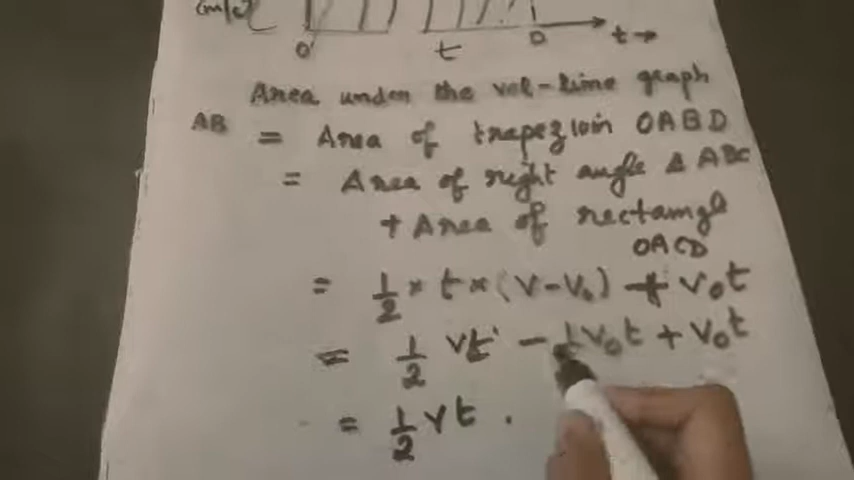 (m/s)
O t D t →
Area under the vel-time graph
AB = Area of trapezioin OABD
= Area of right angle Δ ABC
+ Area of rectangle
OACD
= 1/2 × t × (v - v₀) + v₀t
= 1/2 vt - 1/2 v₀t + v₀t
= 1/2 vt .